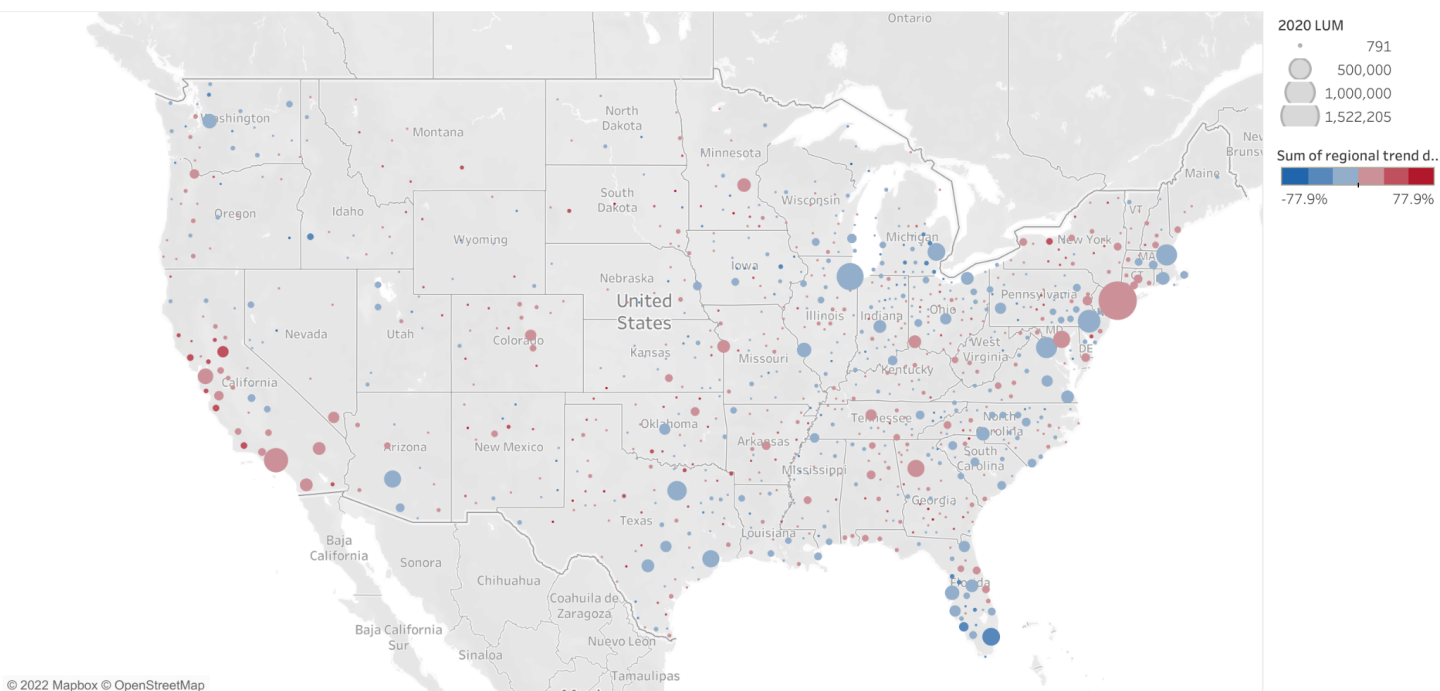 Ontario
2020 LUM
791
500,000
1,000,000
1,522,205
Sum of regional trend d..
-77.9%
77.9%
Washington
Montana
North
Dakota
Minnesota
Maine
New
Brunsw
Oregon
Idaho
Wyoming
South
Dakota
Wisconsin
Michigan
New York
VT
MA
CT
Nebraska
Iowa
United
States
Nevada
Utah
Colorado
Kansas
Missouri
Illinois
Indiana
Ohio
Pennsylvania
MD
DE
West
Virginia
Kentucky
California
Arizona
New Mexico
Oklahoma
Arkansas
Tennessee
North
Carolina
South
Carolina
Mississippi
Georgia
Texas
Louisiana
Florida
Baja
California
Sonora
Chihuahua
Coahuila de
Zaragoza
Baja California
Sur
Sinaloa
Nuevo León
Tamaulipas
© 2022 Mapbox © OpenStreetMap